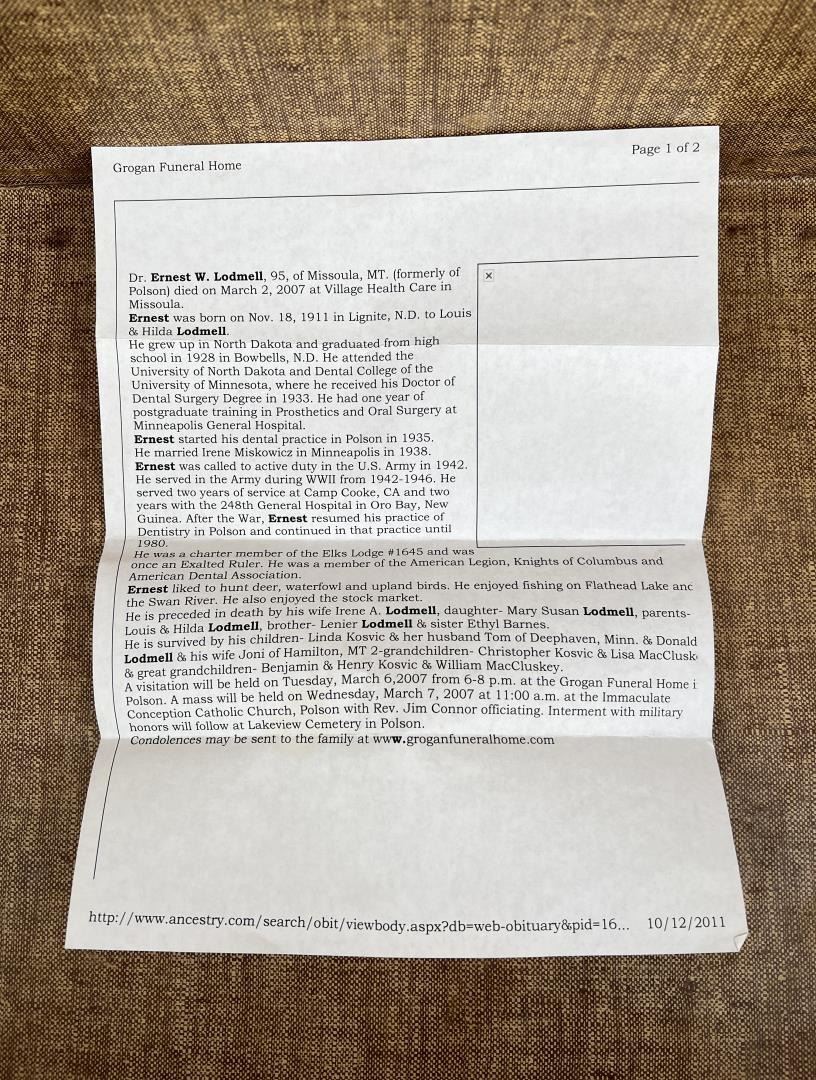 Grogan Funeral Home
Page 1 of 2
Dr. Ernest W. Lodmell, 95, of Missoula, MT. (formerly of
Polson) died on March 2, 2007 at Village Health Care in
Missoula.
Ernest was born on Nov. 18, 1911 in Lignite, N.D. to Louis
& Hilda Lodmell.
He grew up in North Dakota and graduated from high
school in 1928 in Bowbells, N.D. He attended the
University of North Dakota and Dental College of the
University of Minnesota, where he received his Doctor of
Dental Surgery Degree in 1933. He had one year of
postgraduate training in Prosthetics and Oral Surgery at
Minneapolis General Hospital.
Ernest started his dental practice in Polson in 1935.
He married Irene Miskowicz in Minneapolis in 1938.
Ernest was called to active duty in the U.S. Army in 1942.
He served in the Army during WWII from 1942-1946. He
served two years of service at Camp Cooke, CA and two
years with the 248th General Hospital in Oro Bay, New
Guinea. After the War, Ernest resumed his practice of
Dentistry in Polson and continued in that practice until
1980.
He was a charter member of the Elks Lodge #1645 and was
once an Exalted Ruler. He was a member of the American Legion, Knights of Columbus and
American Dental Association.
Ernest liked to hunt deer, waterfowl and upland birds. He enjoyed fishing on Flathead Lake and
the Swan River. He also enjoyed the stock market.
He is preceded in death by his wife Irene A. Lodmell, daughter- Mary Susan Lodmell, parents-
Louis & Hilda Lodmell, brother- Lenier Lodmell & sister Ethyl Barnes.
He is survived by his children- Linda Kosvic & her husband Tom of Deephaven, Minn. & Donald
Lodmell & his wife Joni of Hamilton, MT 2-grandchildren- Christopher Kosvic & Lisa MacClusk
& great grandchildren- Benjamin & Henry Kosvic & William MacCluskey.
A visitation will be held on Tuesday, March 6,2007 from 6-8 p.m. at the Grogan Funeral Home i
Polson. A mass will be held on Wednesday, March 7, 2007 at 11:00 a.m. at the Immaculate
Conception Catholic Church, Polson with Rev. Jim Connor officiating. Interment with military
honors will follow at Lakeview Cemetery in Polson.
Condolences may be sent to the family at www.groganfuneralhome.com
http://www.ancestry.com/search/obit/viewbody.aspx?db=web-obituary&pid=16... 10/12/2011